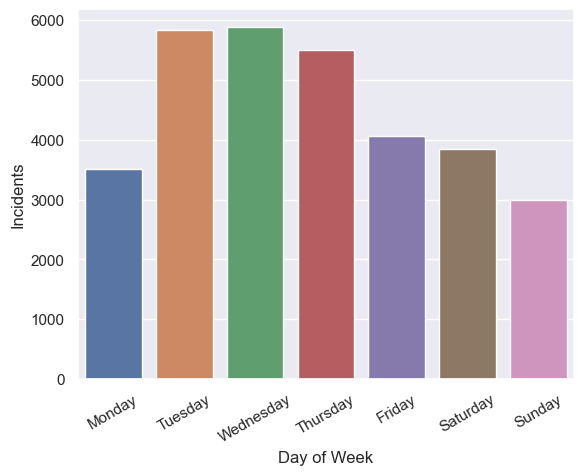 6000
5000
4000
3000
2000
1000
0
Incidents
Monday
Tuesday
Wednesday
Thursday
Friday
Saturday
Sunday
Day of Week